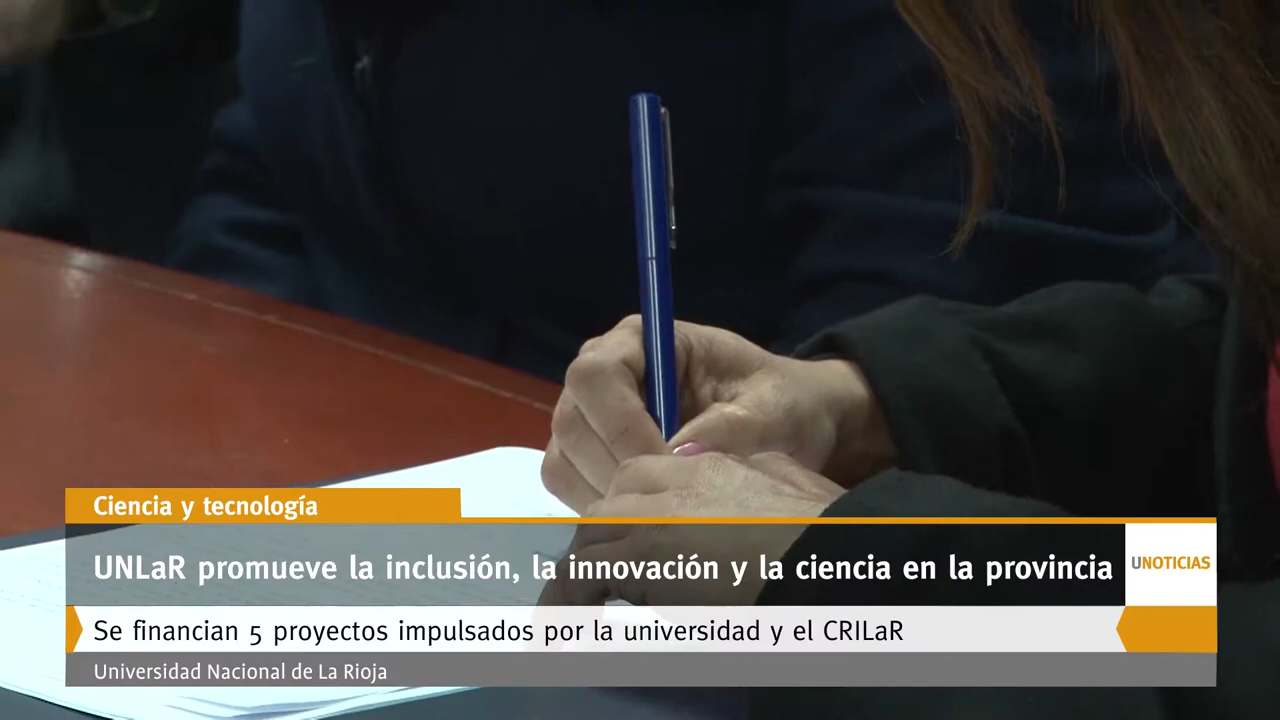 Ciencia y tecnología
UNLaR promueve la inclusión, la innovación y la ciencia en la provincia
UNOTICIAS
Se financian 5 proyectos impulsados por la universidad y el CRILaR
Universidad Nacional de La Rioja